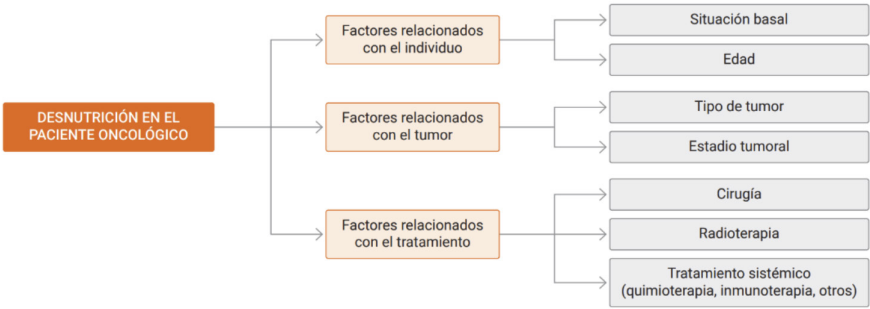 DESNUTRICIÓN EN EL
PACIENTE ONCOLÓGICO
Factores relacionados
con el individuo
Situación basal
Edad
Factores relacionados
con el tumor
Tipo de tumor
Estadio tumoral
Factores relacionados
con el tratamiento
Cirugía
Radioterapia
Tratamiento sistémico
(quimioterapia, inmunoterapia, otros)